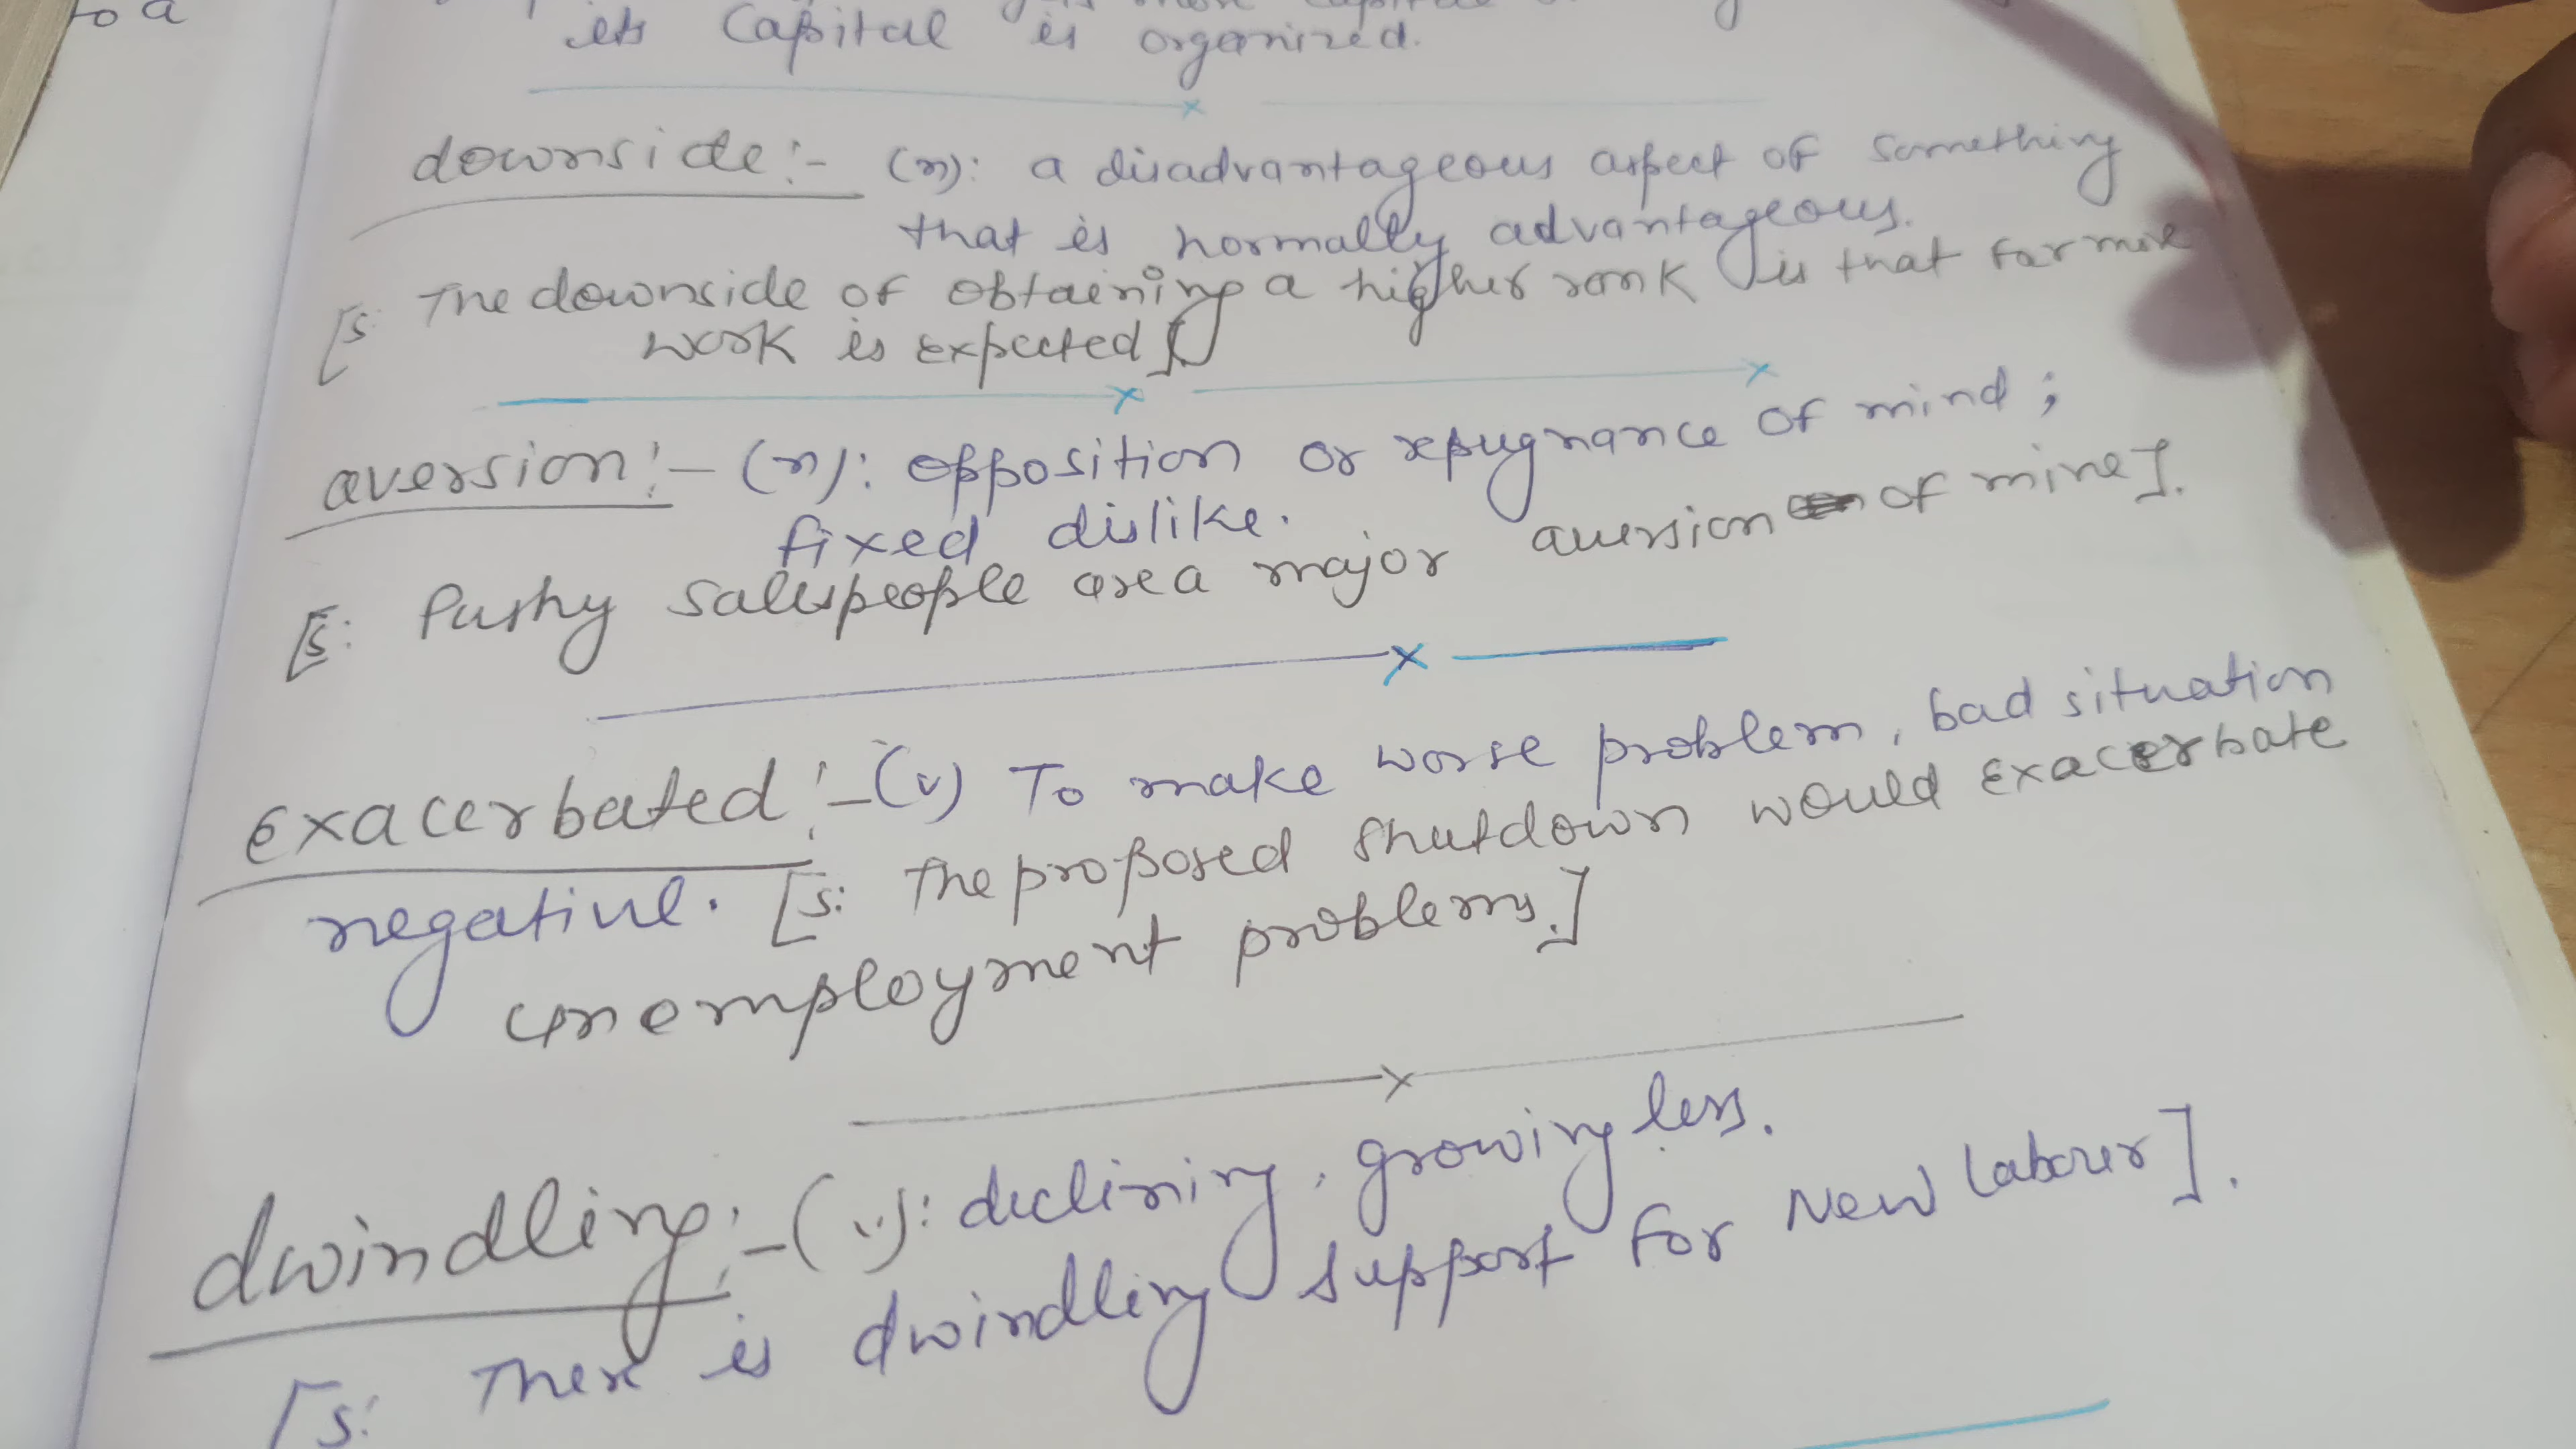 to a
its capital is organized.
downside:- (n): a disadvantageous aspect of something
that is normally advantageous.
[s: The downside of obtaining a higher rank is that far more
work is expected].
aversion:- (n): opposition or repugnance of mind;
fixed dislike.
[s: Pushy salespeople are a major aversion of mine].
exacerbated:- (v) To make worse problem, bad situation
negative. [s: The proposed shutdown would exacerbate
unemployment problems.]
dwindling:- (v): declining, growing less.
[s: There is dwindling support for New Labour].